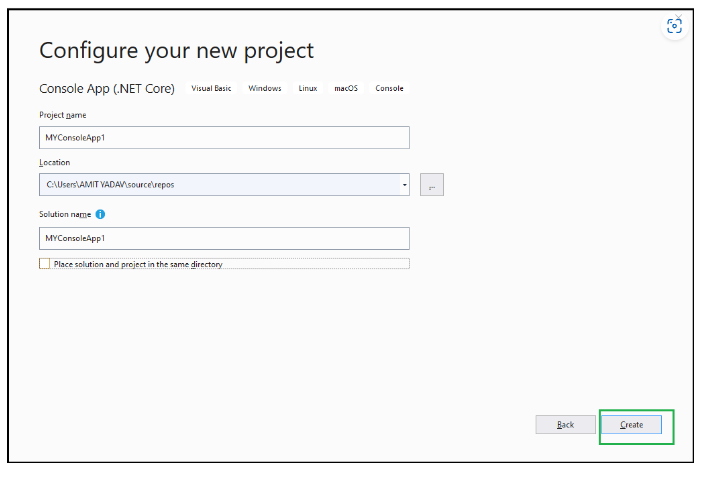 Configure your new project
Console App (.NET Core) Visual Basic Windows Linux macOS Console
Project name
MYConsoleApp1
Location
C:\Users\AMIT YADAV\source\repos
...
Solution name
MYConsoleApp1
Place solution and project in the same directory
Back Create